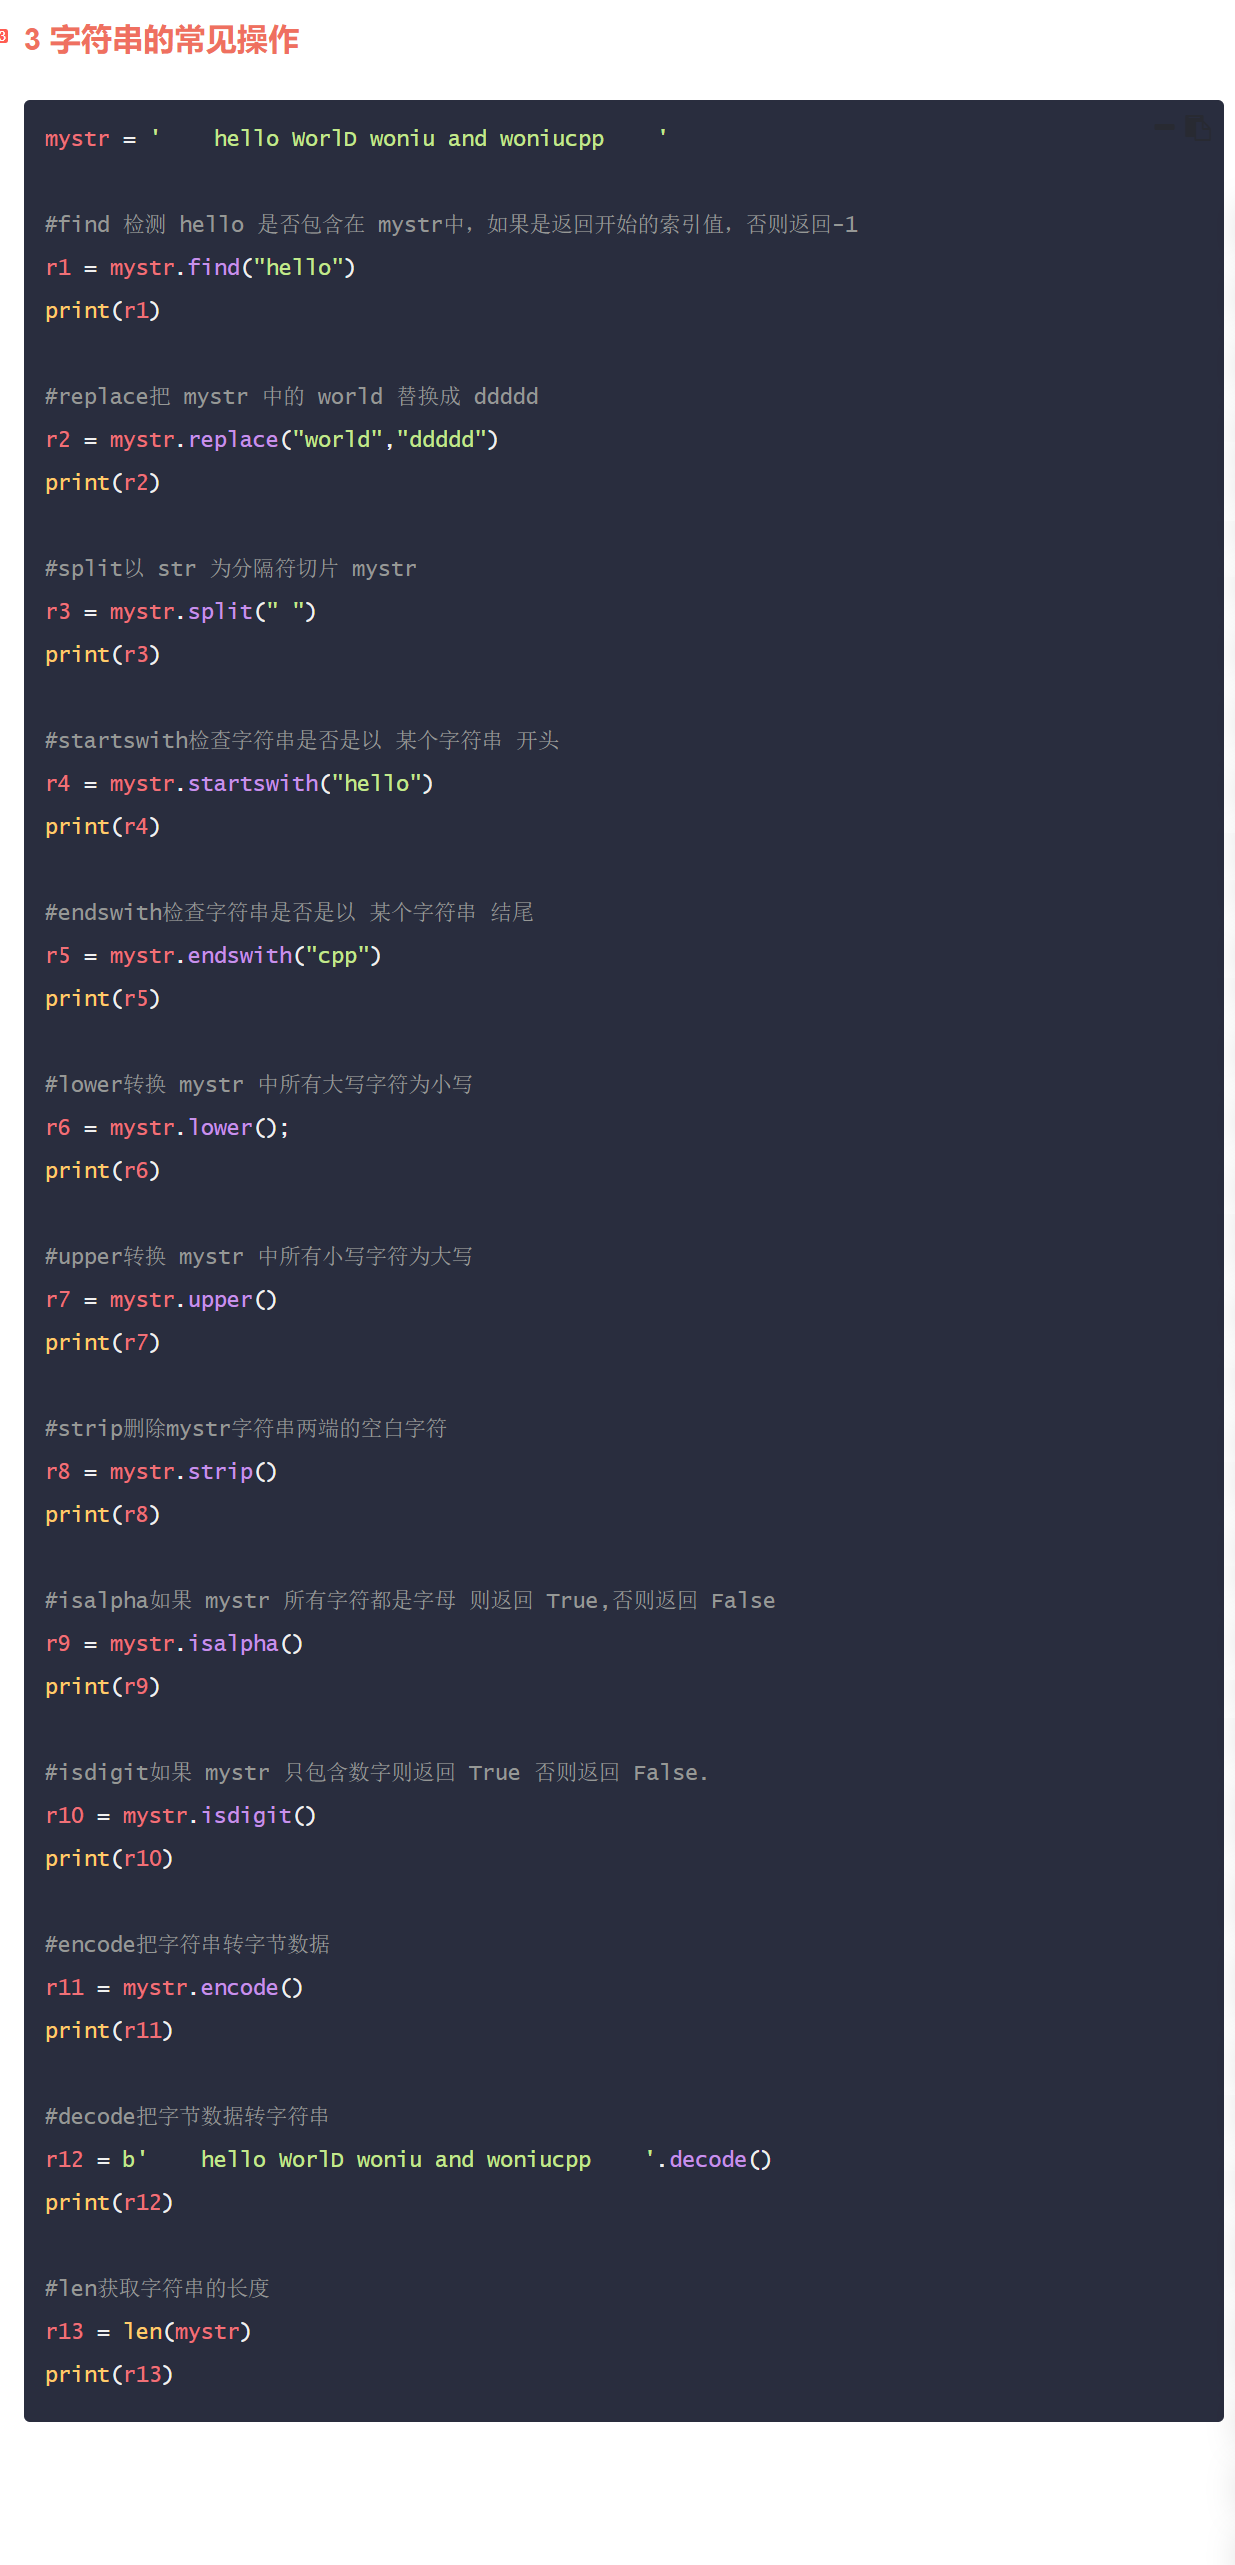 3
3 字符串的常见操作
mystr = '    hello WorlD woniu and woniucpp    '
#find 检测 hello 是否包含在 mystr中，如果是返回开始的索引值，否则返回-1
r1 = mystr.find("hello")
print(r1)
#replace把 mystr 中的 world 替换成 ddddd
r2 = mystr.replace("world","ddddd")
print(r2)
#split以 str 为分隔符切片 mystr
r3 = mystr.split(" ")
print(r3)
#startswith检查字符串是否是以 某个字符串 开头
r4 = mystr.startswith("hello")
print(r4)
#endswith检查字符串是否是以 某个字符串 结尾
r5 = mystr.endswith("cpp")
print(r5)
#lower转换 mystr 中所有大写字符为小写
r6 = mystr.lower();
print(r6)
#upper转换 mystr 中所有小写字符为大写
r7 = mystr.upper()
print(r7)
#strip删除mystr字符串两端的空白字符
r8 = mystr.strip()
print(r8)
#isalpha如果 mystr 所有字符都是字母 则返回 True,否则返回 False
r9 = mystr.isalpha()
print(r9)
#isdigit如果 mystr 只包含数字则返回 True 否则返回 False.
r10 = mystr.isdigit()
print(r10)
#encode把字符串转字节数据
r11 = mystr.encode()
print(r11)
#decode把字节数据转字符串
r12 = b'    hello WorlD woniu and woniucpp    '.decode()
print(r12)
#len获取字符串的长度
r13 = len(mystr)
print(r13)